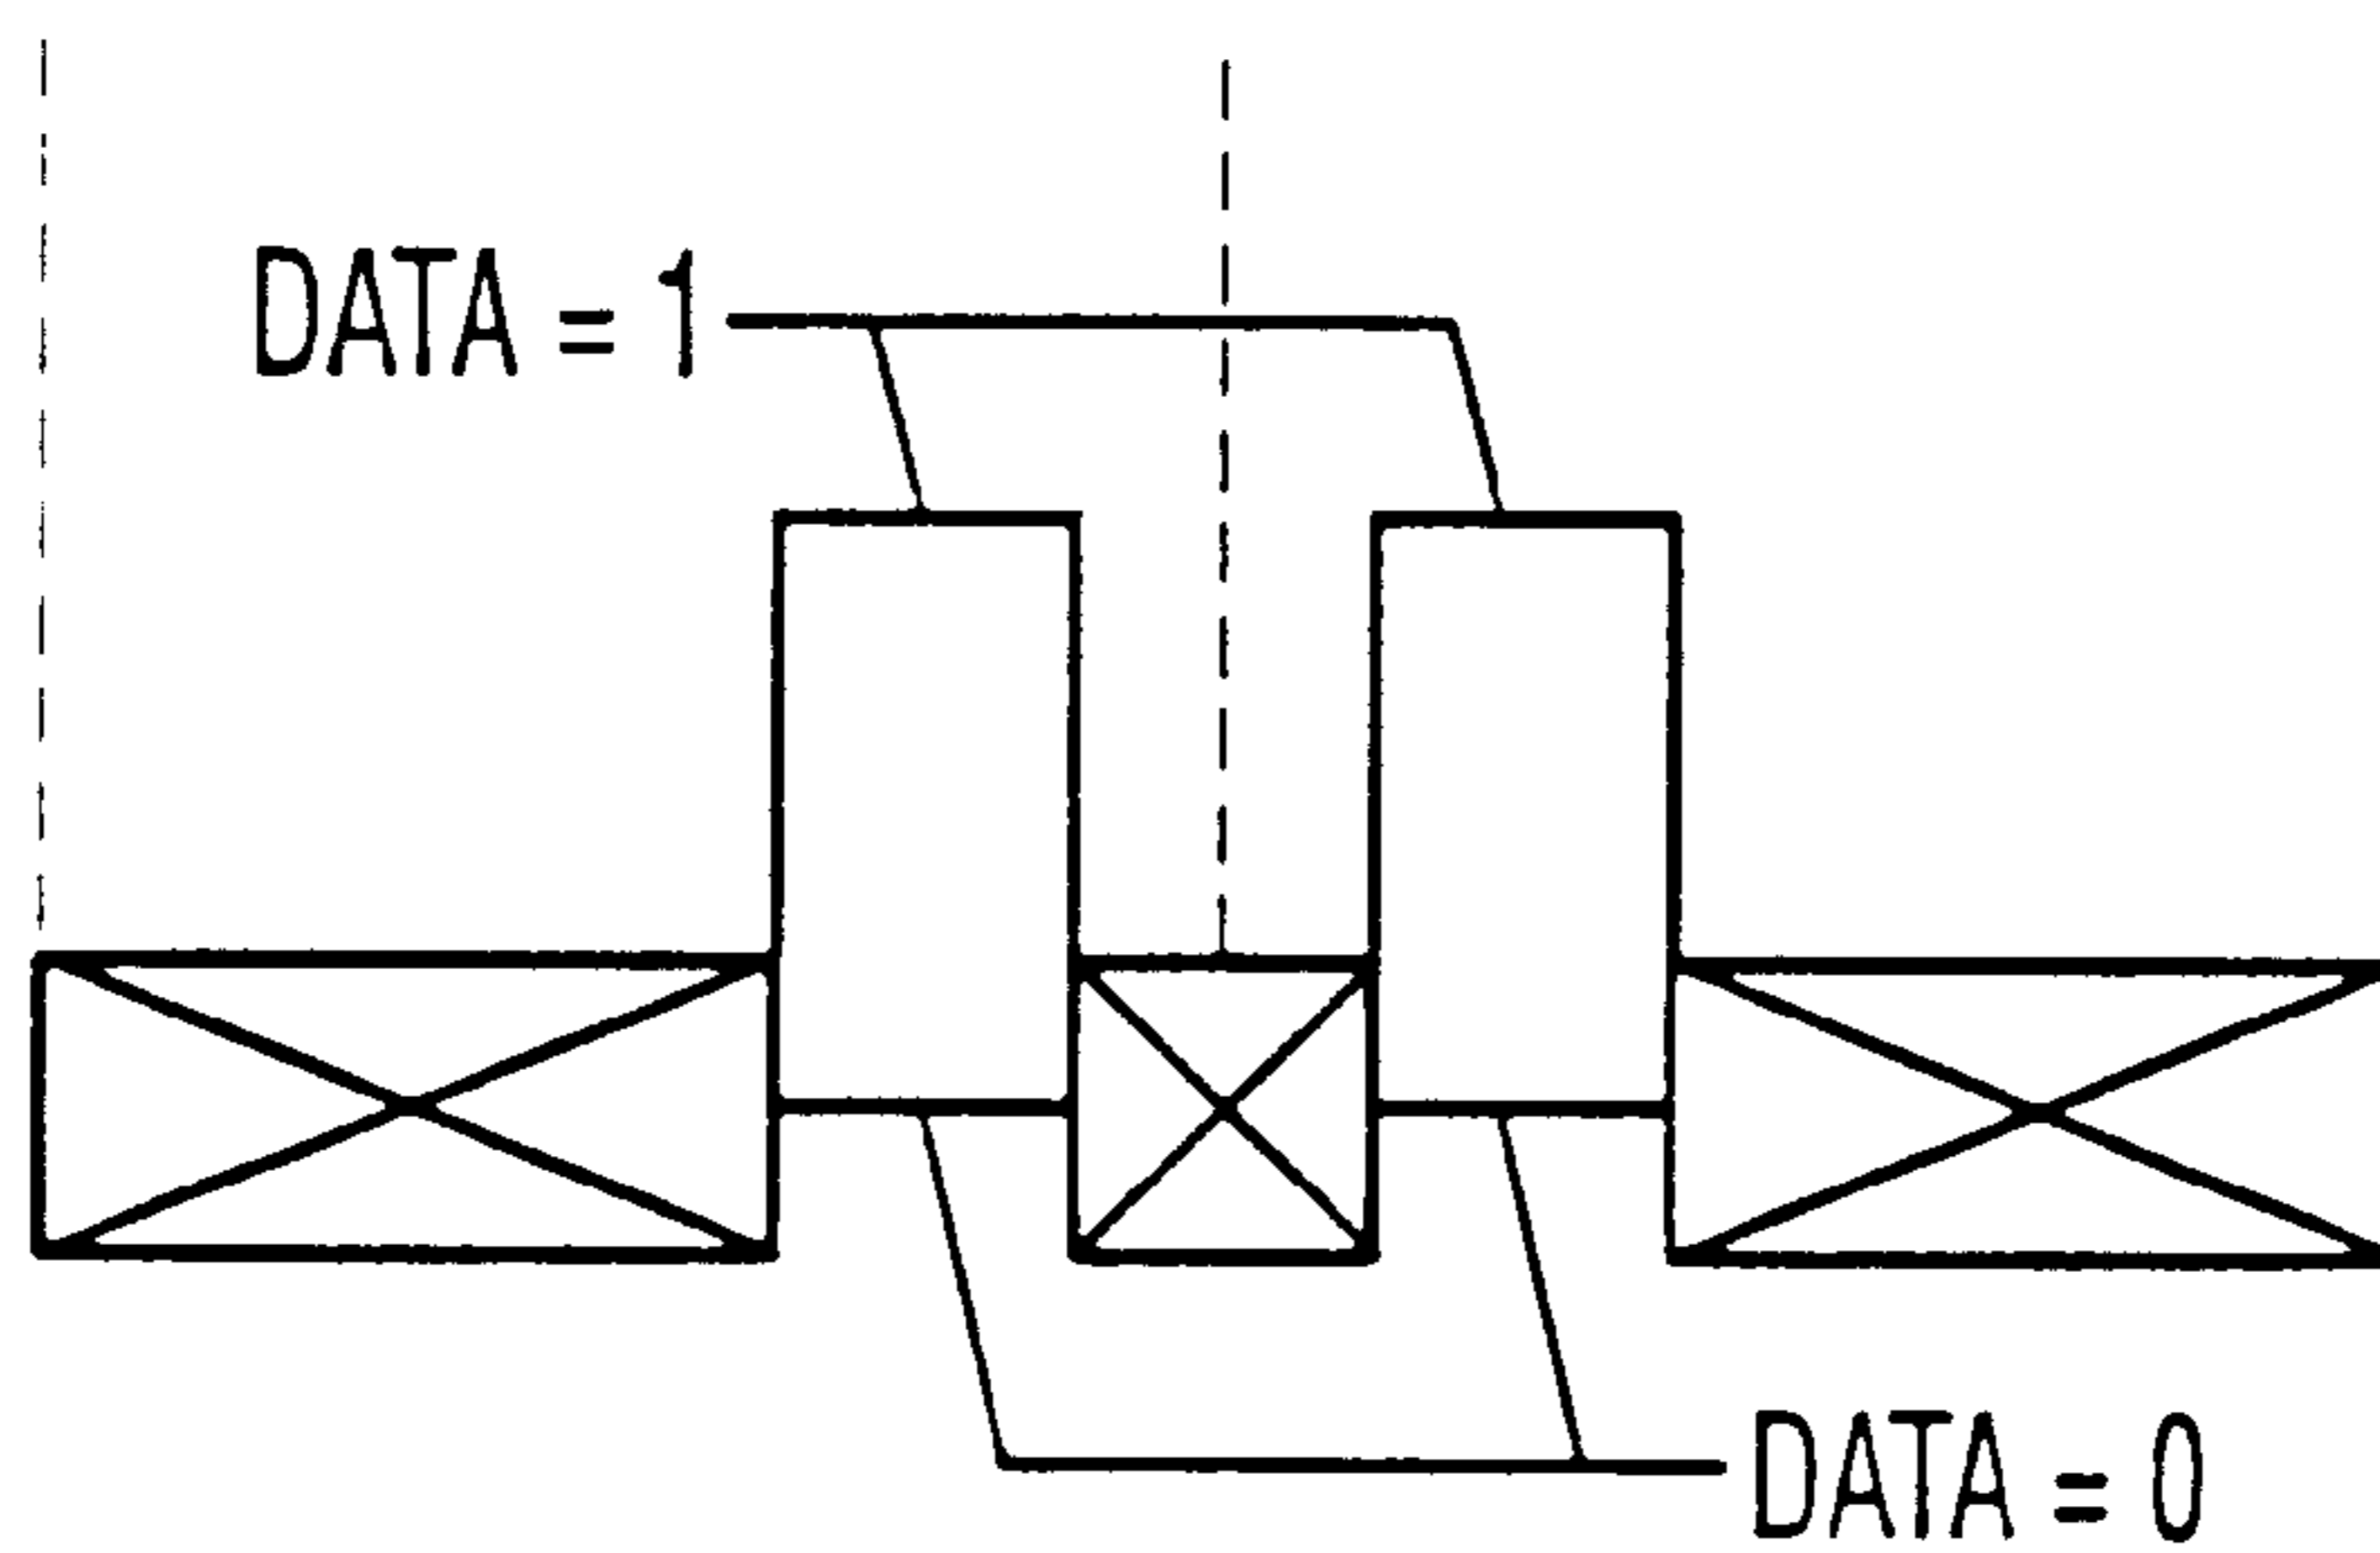 DATA = 1
DATA = 0